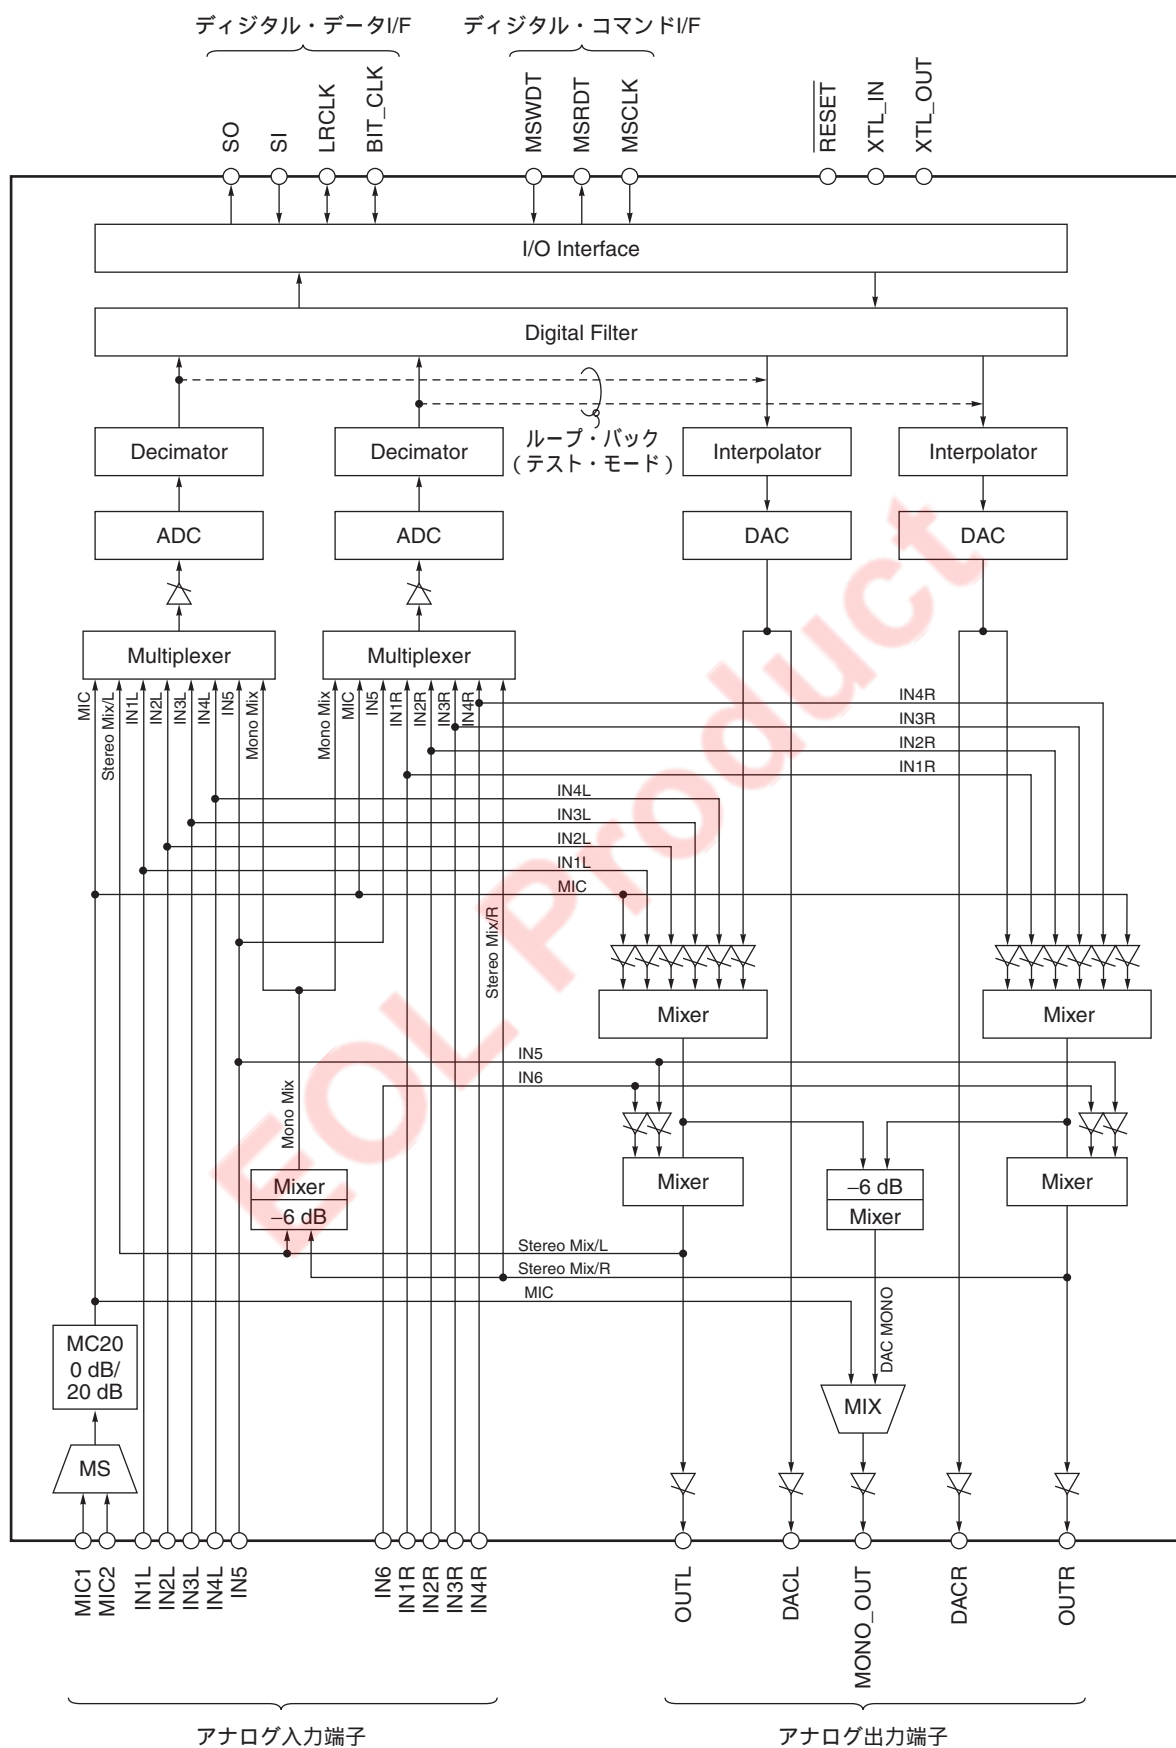 ディジタル・データI/F
ディジタル・コマンドI/F
SO
SI
LRCLK
BIT_CLK
MSWDT
MSRDT
MSCLK
RESET
XTL_IN
XTL_OUT
I/O Interface
Digital Filter
ループ・バック
(テスト・モード)
Decimator
Decimator
Interpolator
Interpolator
ADC
ADC
DAC
DAC
Multiplexer
Multiplexer
MIC
Stereo Mix/L
IN1L
IN2L
IN3L
IN4L
IN5
Mono Mix
Mono Mix
MIC
IN5
IN1R
IN2R
IN3R
IN4R
IN4R
IN3R
IN2R
IN1R
IN4L
IN3L
IN2L
IN1L
MIC
Stereo Mix/R
Mixer
Mixer
IN5
IN6
Mono Mix
Mixer
–6 dB
Mixer
–6 dB
Mixer
Mixer
Stereo Mix/L
Stereo Mix/R
MIC
DAC MONO
MC20
0 dB/
20 dB
MIX
MS
MIC1
MIC2
IN1L
IN2L
IN3L
IN4L
IN5
IN6
IN1R
IN2R
IN3R
IN4R
OUTL
DACL
MONO_OUT
DACR
OUTR
アナログ入力端子
アナログ出力端子
EOL Product